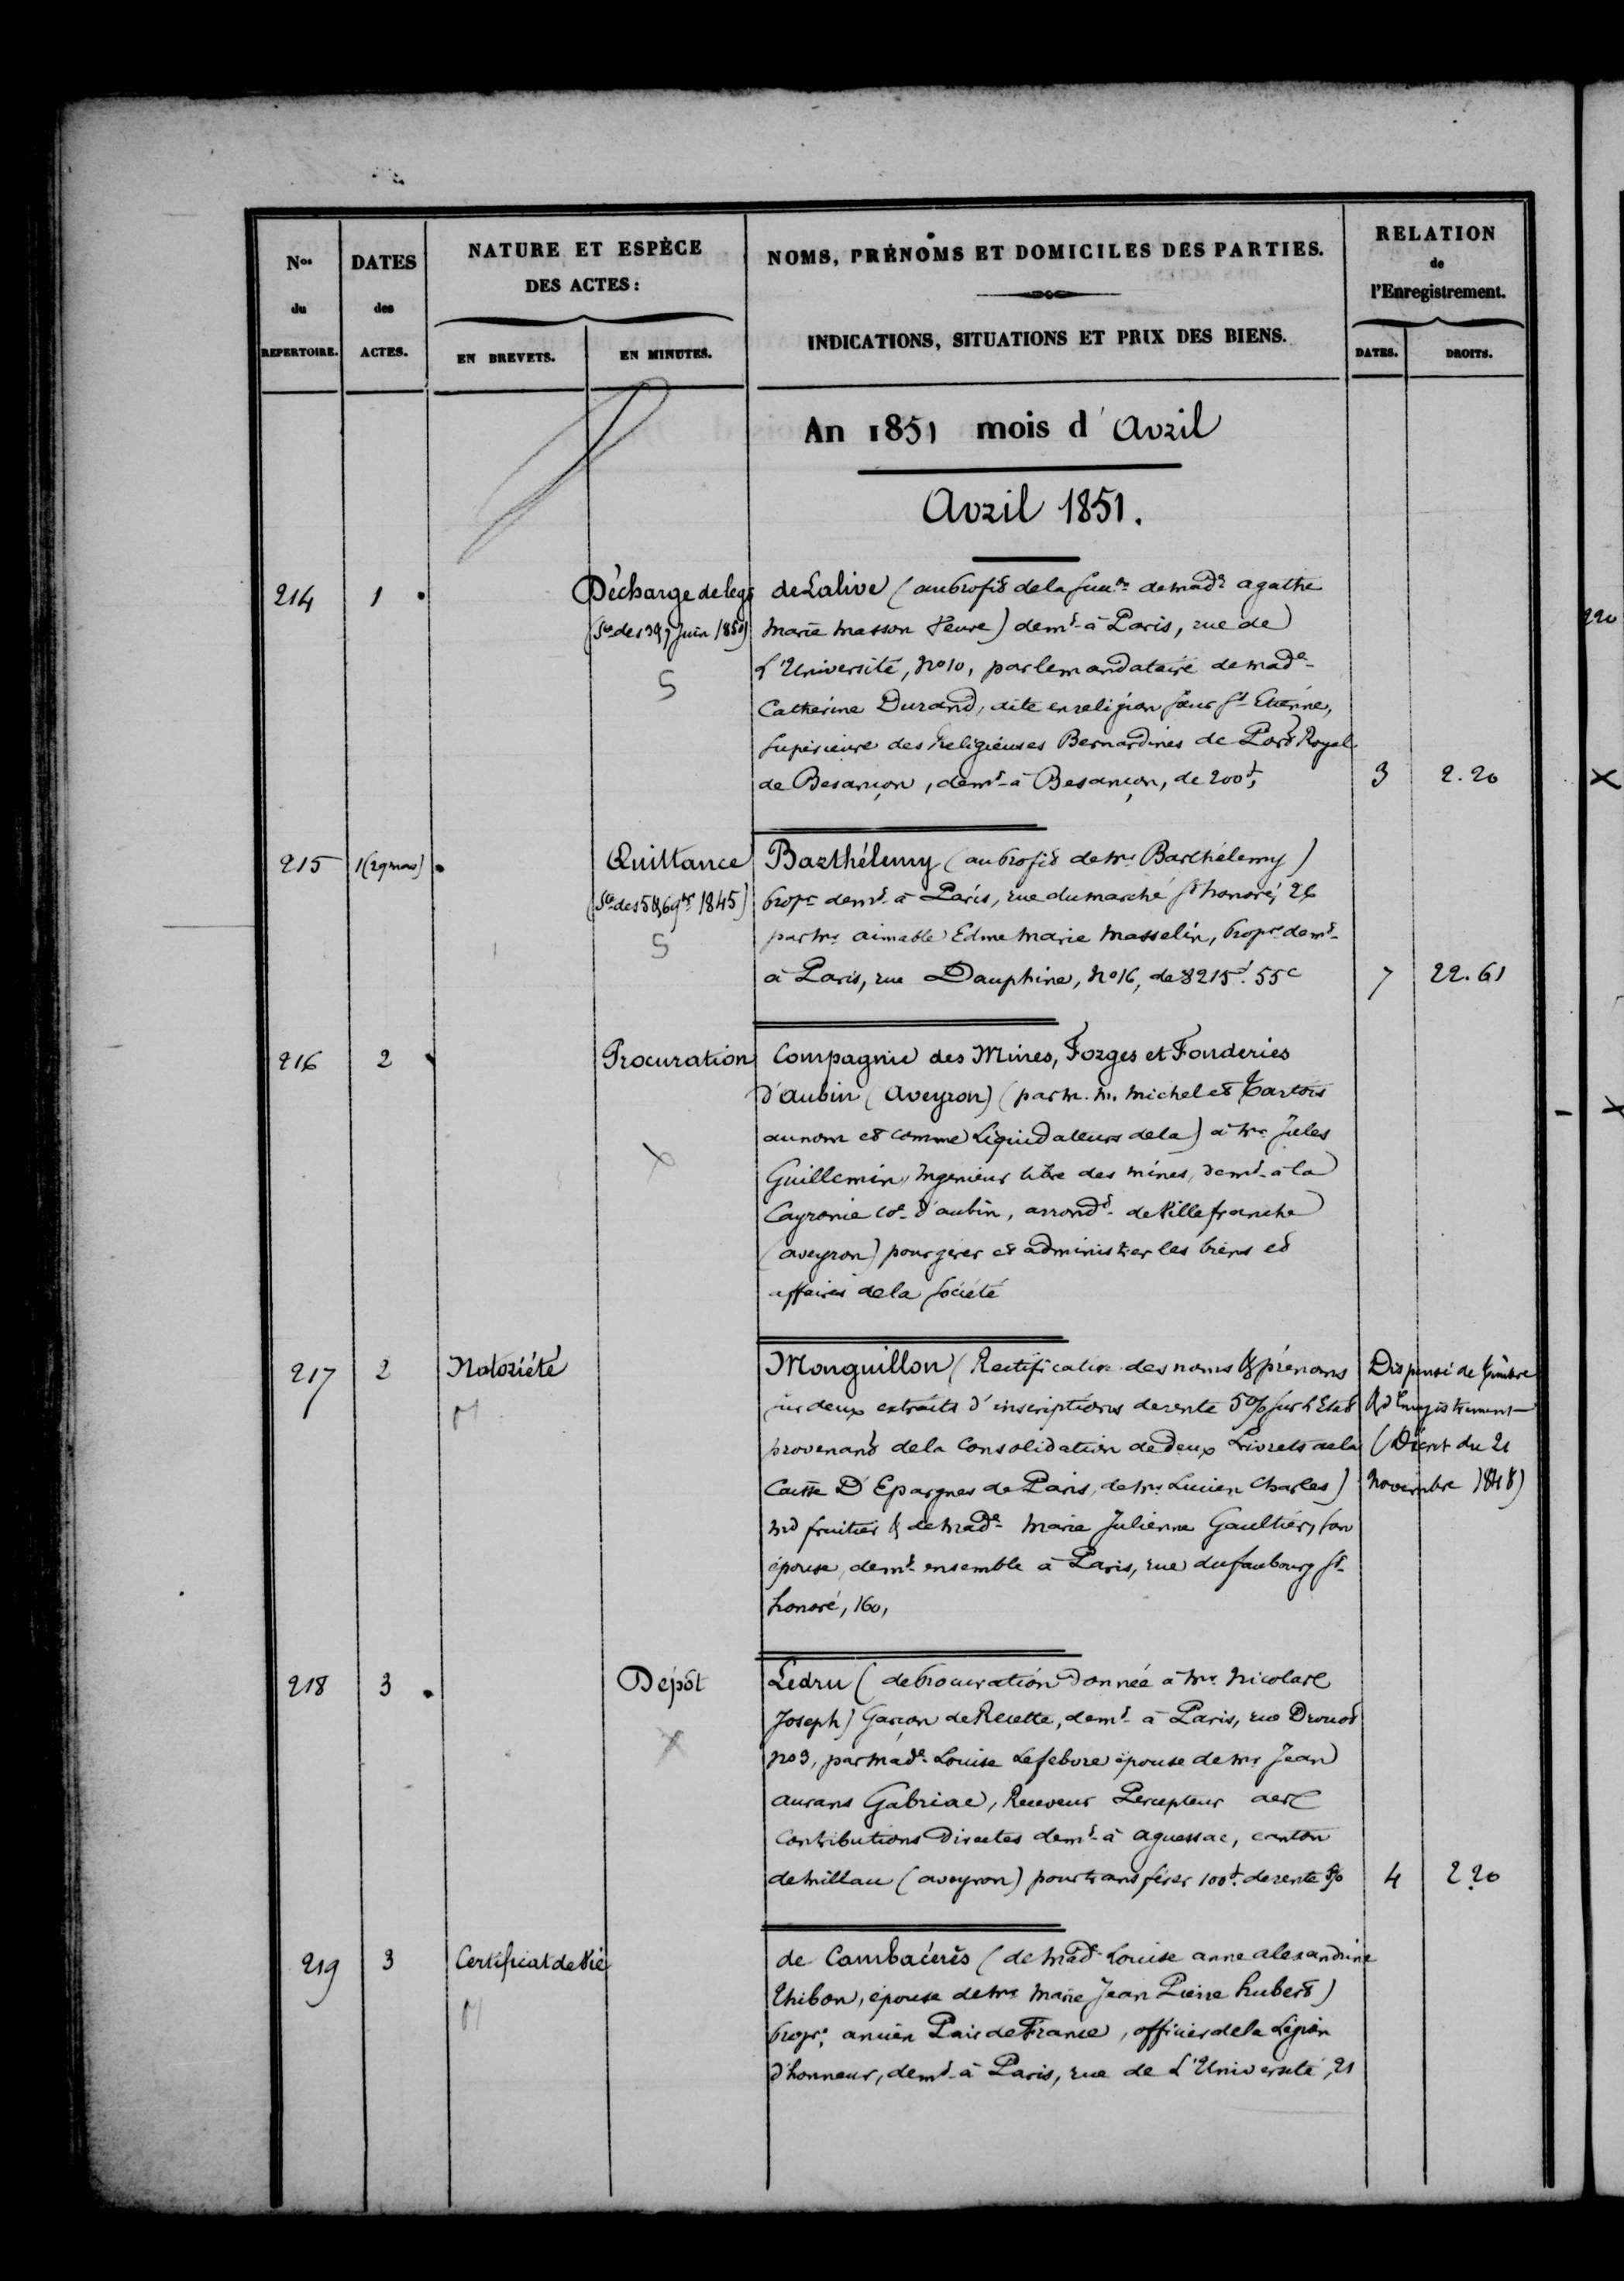 Nos du REPERTOIRE.
DATES des ACTES.
NATURE ET ESPÈCE
DES ACTES:
EN BREVETS.
EN MINUTES.
NOMS, PRÉNOMS ET DOMICILES DES PARTIES.
INDICATIONS, SITUATIONS ET PRIX DES BIENS.
RELATION
de
l'Enregistrement.
DATES.
DROITS.
An 1851 mois d'Avril
Avril 1851.
214 1 Décharge de legs de Lalive (au profit de la succon de made agathe
Juin 1850) Marie Masson Veuve) demt à Paris, rue de
S L'Université, No 10, par le mandataire de made
Catherine Durand, dite en religion sœur St Etienne,
Supérieure des Religieuses Bernardines de Port Royal
de Besançon, demt à Besançon, de 200f, 3 2.20
215 1 (29 mars) Quittance Barthélemy (au profit de Mr Barthélemy)
(Ste des 5 & 6 9bre 1845) propre demt à Paris, rue du marché St honoré, 26
S par Mr aimable Edme Marie Masselin, propre demt
à Paris, rue Dauphine, No 16, de 8215f. 55c 7 22.61
216 2 Procuration Compagnie des Mines, Forges et Fonderies
d'aubin (Aveyron) (par M. M. Michel et Tartois
au nom et comme Liquidateurs de la) à Mr Jules
Guillemin, Ingenieur libre des mines, demt à la
Cayronie Cne d'aubin, arrondt de Villefranche
(aveyron) pour gérer et administrer les biens et
affaires de la société
217 2 Notoriété Monguillon (Rectification des noms & prénoms Dispensé de timbre
sur deux extraits d'inscriptions de rente 5% sur l'Etat & d'Enregistrement
provenant de la Consolidation de deux Livrets de la (Décret du 21
Caisse D'Epargnes de Paris, de Mr Lucien Charles) Novembre 1848)
Md fruitier & de Made Marie Julienne Gaultier, son
épouse, demt ensemble à Paris, rue du faubourg St
honoré, 160,
218 3 Dépôt Ledru (de procuration donnée à Mr Nicolas
Joseph) Garçon de Recette, demt à Paris, rue Drouot
No 3, par Made Louise Lefebvre épouse de Mr Jean
Gabriac, Receveur Percepteur des
Contributions Directes demt à Aguessac, canton
de Millau (aveyron) pour transférer 100f. de rente 5% 4 2.20
219 3 Certificat de Vie de Cambacérès (de Made Louise anne alexandrine
Thibon, épouse de Mr Marie Jean Pierre hubert)
propre, ancien Pair de France, officier de la Légion
d'honneur, demt à Paris, rue de L'Université, 21
220